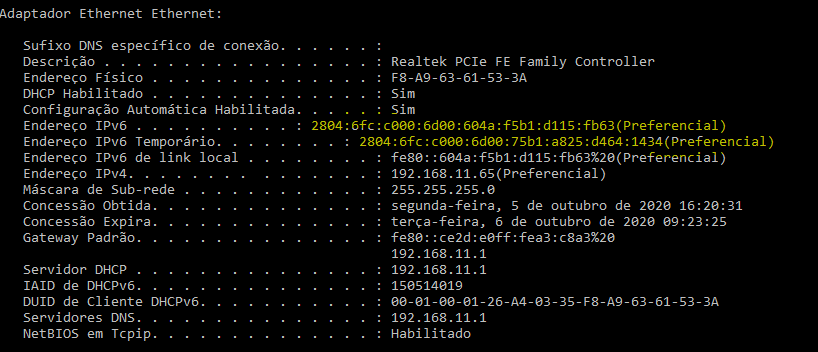 Adaptador Ethernet Ethernet:
Sufixo DNS específico de conexão. . . . . . :
Descrição . . . . . . . . . . . . . . . . . : Realtek PCIe FE Family Controller
Endereço Físico . . . . . . . . . . . . . . : F8-A9-63-61-53-3A
DHCP Habilitado . . . . . . . . . . . . . . : Sim
Configuração Automática Habilitada. . . . . : Sim
Endereço IPv6 . . . . . . . . . . : 2804:6fc:c000:6d00:604a:f5b1:d115:fb63(Preferencial)
Endereço IPv6 Temporário. . . . . . . . : 2804:6fc:c000:6d00:75b1:a825:d464:1434(Preferencial)
Endereço IPv6 de link local . . . . . . . . : fe80::604a:f5b1:d115:fb63%20(Preferencial)
Endereço IPv4. . . . . . . . . . . . . . . : 192.168.11.65(Preferencial)
Máscara de Sub-rede . . . . . . . . . . . . : 255.255.255.0
Concessão Obtida. . . . . . . . . . . . . . : segunda-feira, 5 de outubro de 2020 16:20:31
Concessão Expira. . . . . . . . . . . . . . : terça-feira, 6 de outubro de 2020 09:23:25
Gateway Padrão. . . . . . . . . . . . . . . : fe80::ce2d:e0ff:fea3:c8a3%20
192.168.11.1
Servidor DHCP . . . . . . . . . . . . . . . : 192.168.11.1
IAID de DHCPv6. . . . . . . . . . . . . . . : 150514019
DUID de Cliente DHCPv6. . . . . . . . . . . : 00-01-00-01-26-A4-03-35-F8-A9-63-61-53-3A
Servidores DNS. . . . . . . . . . . . . . . : 192.168.11.1
NetBIOS em Tcpip. . . . . . . . . . . . . . : Habilitado